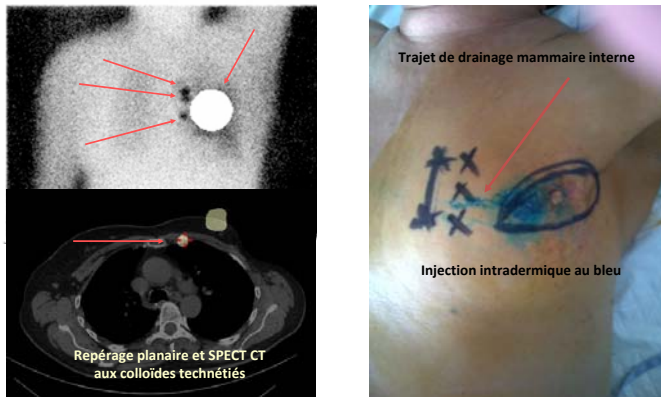 Repérage planaire et SPECT CT
aux colloïdes technétiés
Trajet de drainage mammaire interne
Injection intradermique au bleu